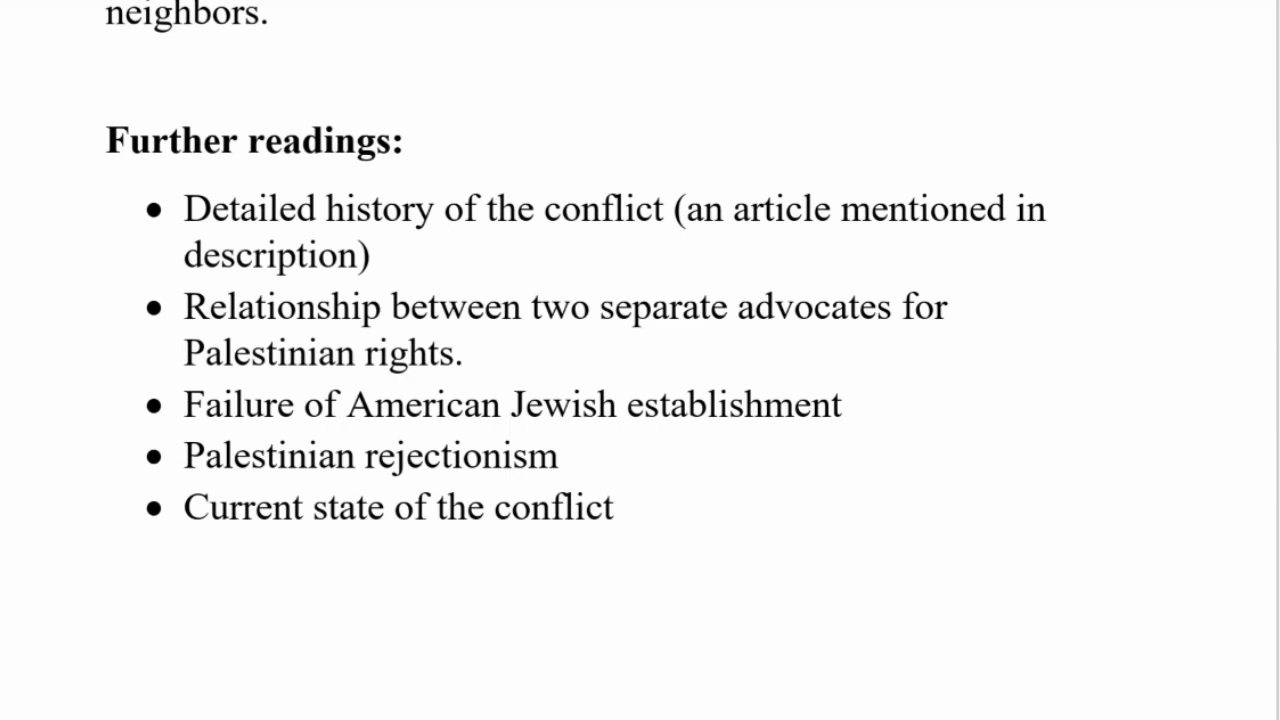 neighbors.
Further readings:
• Detailed history of the conflict (an article mentioned in
description)
• Relationship between two separate advocates for
Palestinian rights.
• Failure of American Jewish establishment
• Palestinian rejectionism
• Current state of the conflict